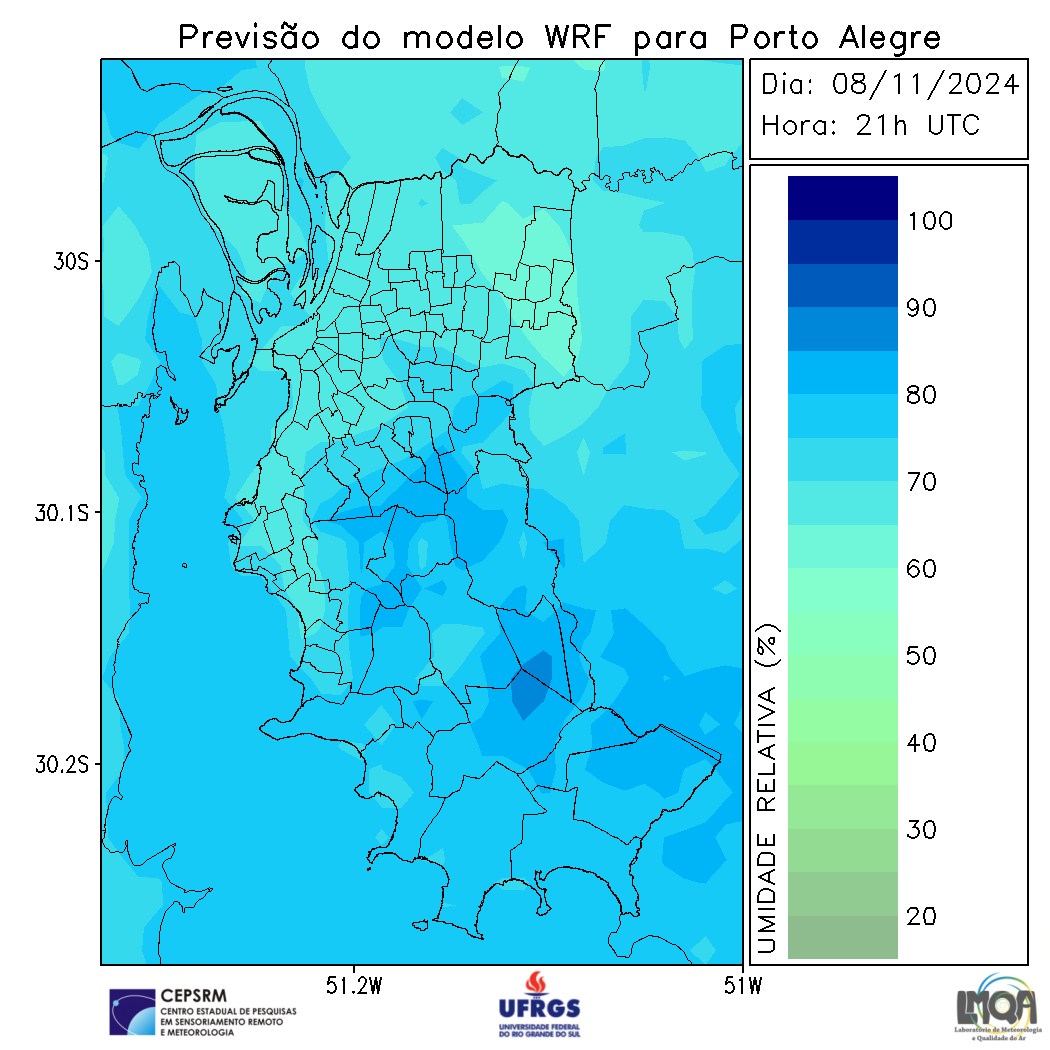 Previsão do modelo WRF para Porto Alegre
Dia: 08/11/2024
Hora: 21h UTC
30S
30.1S
30.2S
51.2W
51W
UMIDADE RELATIVA (%)
100
90
80
70
60
50
40
30
20
CEPSRM
CENTRO ESTADUAL DE PESQUISAS
EM SENSORIAMENTO REMOTO
E METEOROLOGIA
UFRGS
UNIVERSIDADE FEDERAL
DO RIO GRANDE DO SUL
LMQA
Laboratório de Meteorologia
e Qualidade do Ar